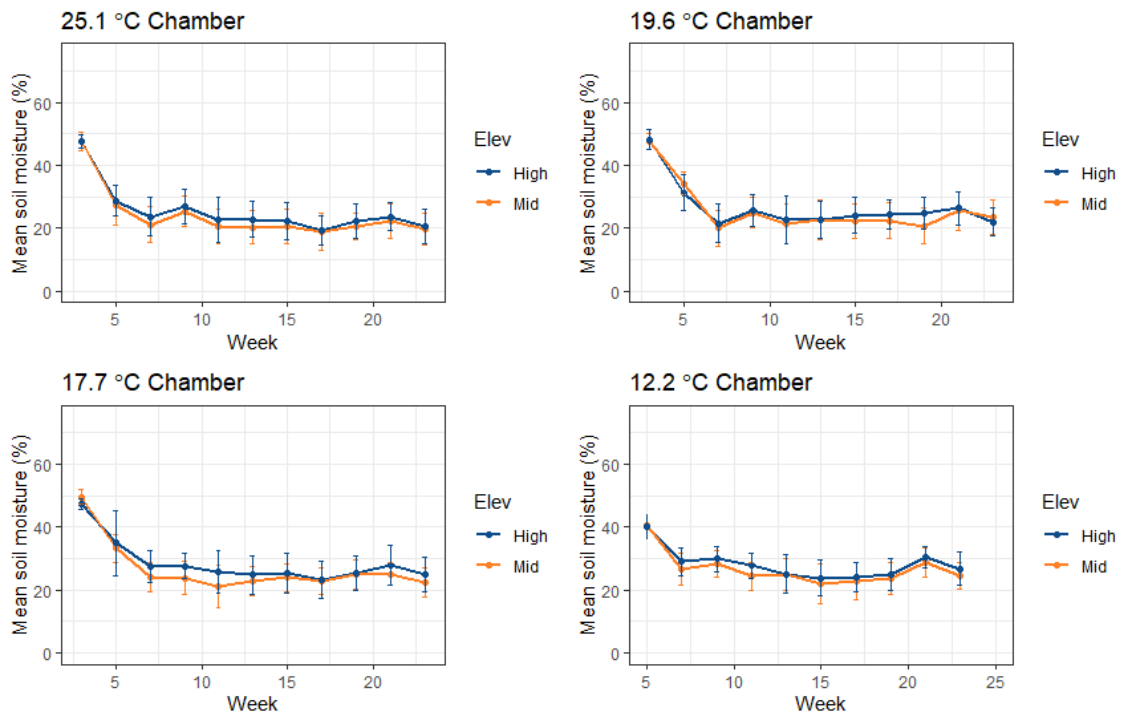 25.1 °C Chamber
Mean soil moisture (%)
60
40
20
0
5 10 15 20
Week
Elev
High
Mid
19.6 °C Chamber
Mean soil moisture (%)
60
40
20
0
5 10 15 20
Week
Elev
High
Mid
17.7 °C Chamber
Mean soil moisture (%)
60
40
20
0
5 10 15 20
Week
Elev
High
Mid
12.2 °C Chamber
Mean soil moisture (%)
60
40
20
0
5 10 15 20 25
Week
Elev
High
Mid